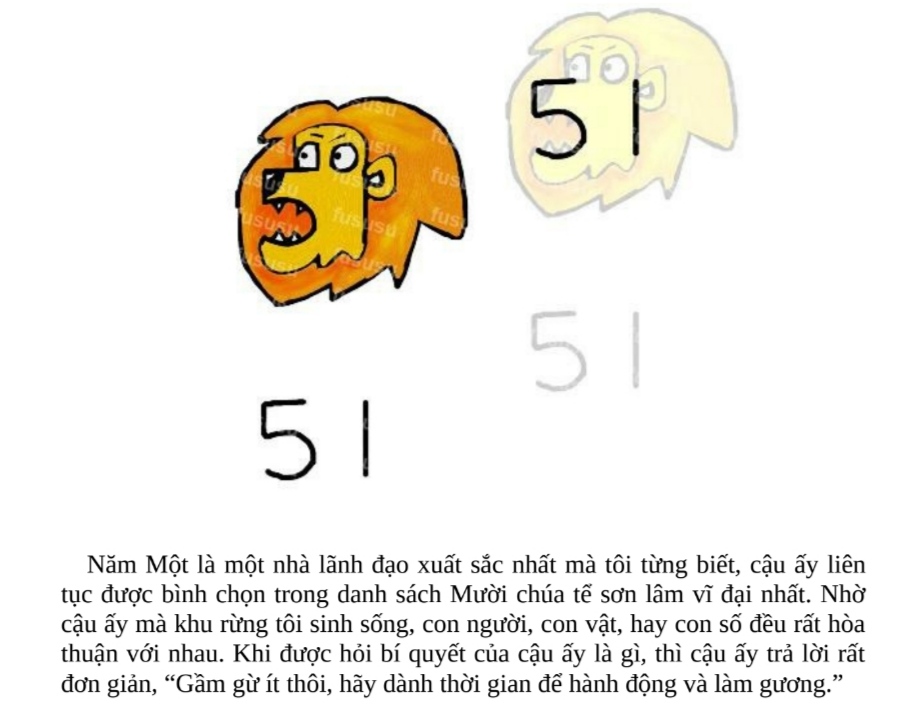 51
51
51
fususu
fususu
fususu
fususu
fususu
Năm Một là một nhà lãnh đạo xuất sắc nhất mà tôi từng biết, cậu ấy liên
tục được bình chọn trong danh sách Mười chúa tể sơn lâm vĩ đại nhất. Nhờ
cậu ấy mà khu rừng tôi sinh sống, con người, con vật, hay con số đều rất hòa
thuận với nhau. Khi được hỏi bí quyết của cậu ấy là gì, thì cậu ấy trả lời rất
đơn giản, “Gầm gừ ít thôi, hãy dành thời gian để hành động và làm gương.”